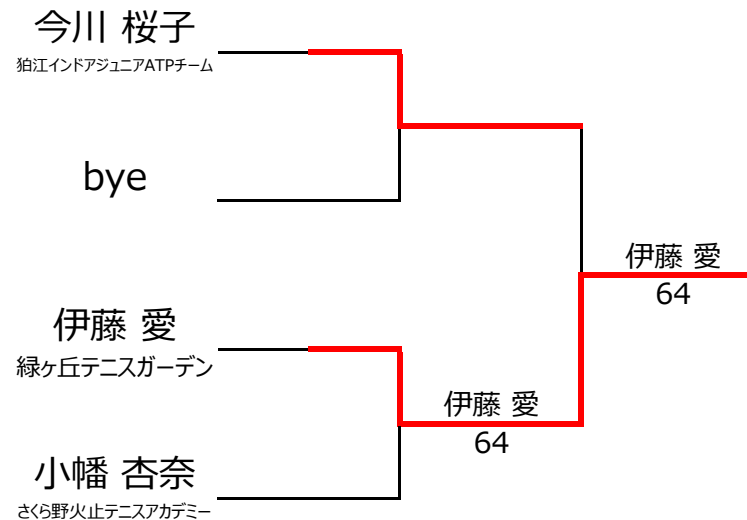 今川 桜子
狛江インドアジュニアATPチーム
bye
伊藤 愛
64
伊藤 愛
緑ヶ丘テニスガーデン
伊藤 愛
64
小幡 杏奈
さくら野火止テニスアカデミー